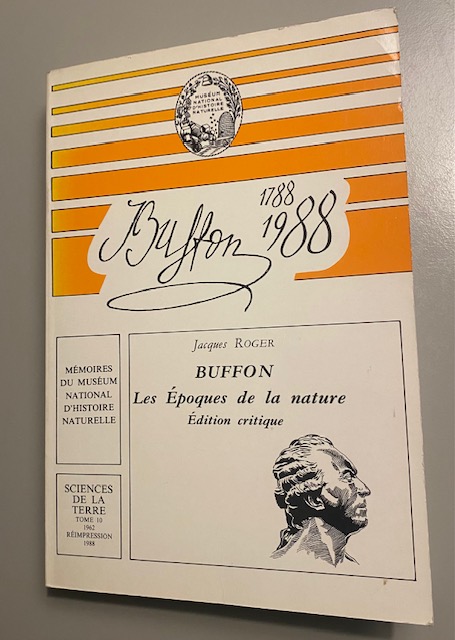 MUSÉUM
NATIONAL
D'HISTOIRE
NATURELLE
Buffon
1788
1988
Jacques ROGER
BUFFON
Les Époques de la nature
Édition critique
MÉMOIRES
DU MUSÉUM
NATIONAL
D'HISTOIRE
NATURELLE
SCIENCES
DE LA
TERRE
TOME 10
1962
RÉIMPRESSION
1988